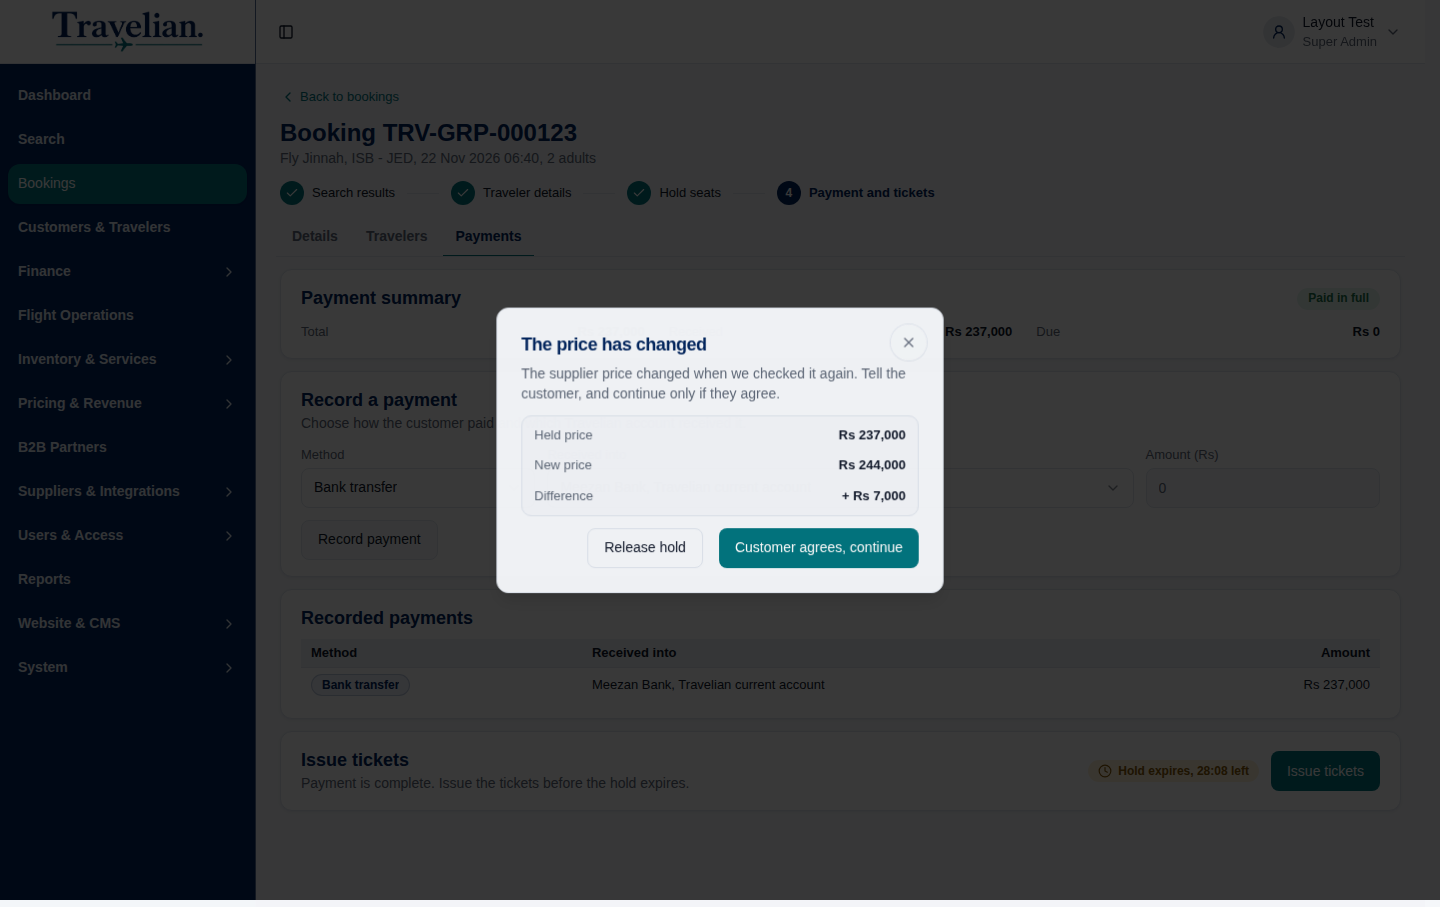 Travelian.
Layout Test
Super Admin
Dashboard
Search
Bookings
Customers & Travelers
Finance
Flight Operations
Inventory & Services
Pricing & Revenue
B2B Partners
Suppliers & Integrations
Users & Access
Reports
Website & CMS
System
Back to bookings
Booking TRV-GRP-000123
Fly Jinnah, ISB - JED, 22 Nov 2026 06:40, 2 adults
Search results
Traveler details
Hold seats
4 Payment and tickets
Details Travelers Payments
Payment summary
Paid in full
Total
Rs 237,000
Due
Rs 0
Record a payment
Choose how the customer paid
Method
Bank transfer
Amount (Rs)
0
Record payment
The price has changed
The supplier price changed when we checked it again. Tell the
customer, and continue only if they agree.
Held price Rs 237,000
New price Rs 244,000
Difference + Rs 7,000
Release hold
Customer agrees, continue
Recorded payments
Method Received into Amount
Bank transfer Meezan Bank, Travelian current account Rs 237,000
Issue tickets
Payment is complete. Issue the tickets before the hold expires.
Hold expires, 28:08 left
Issue tickets